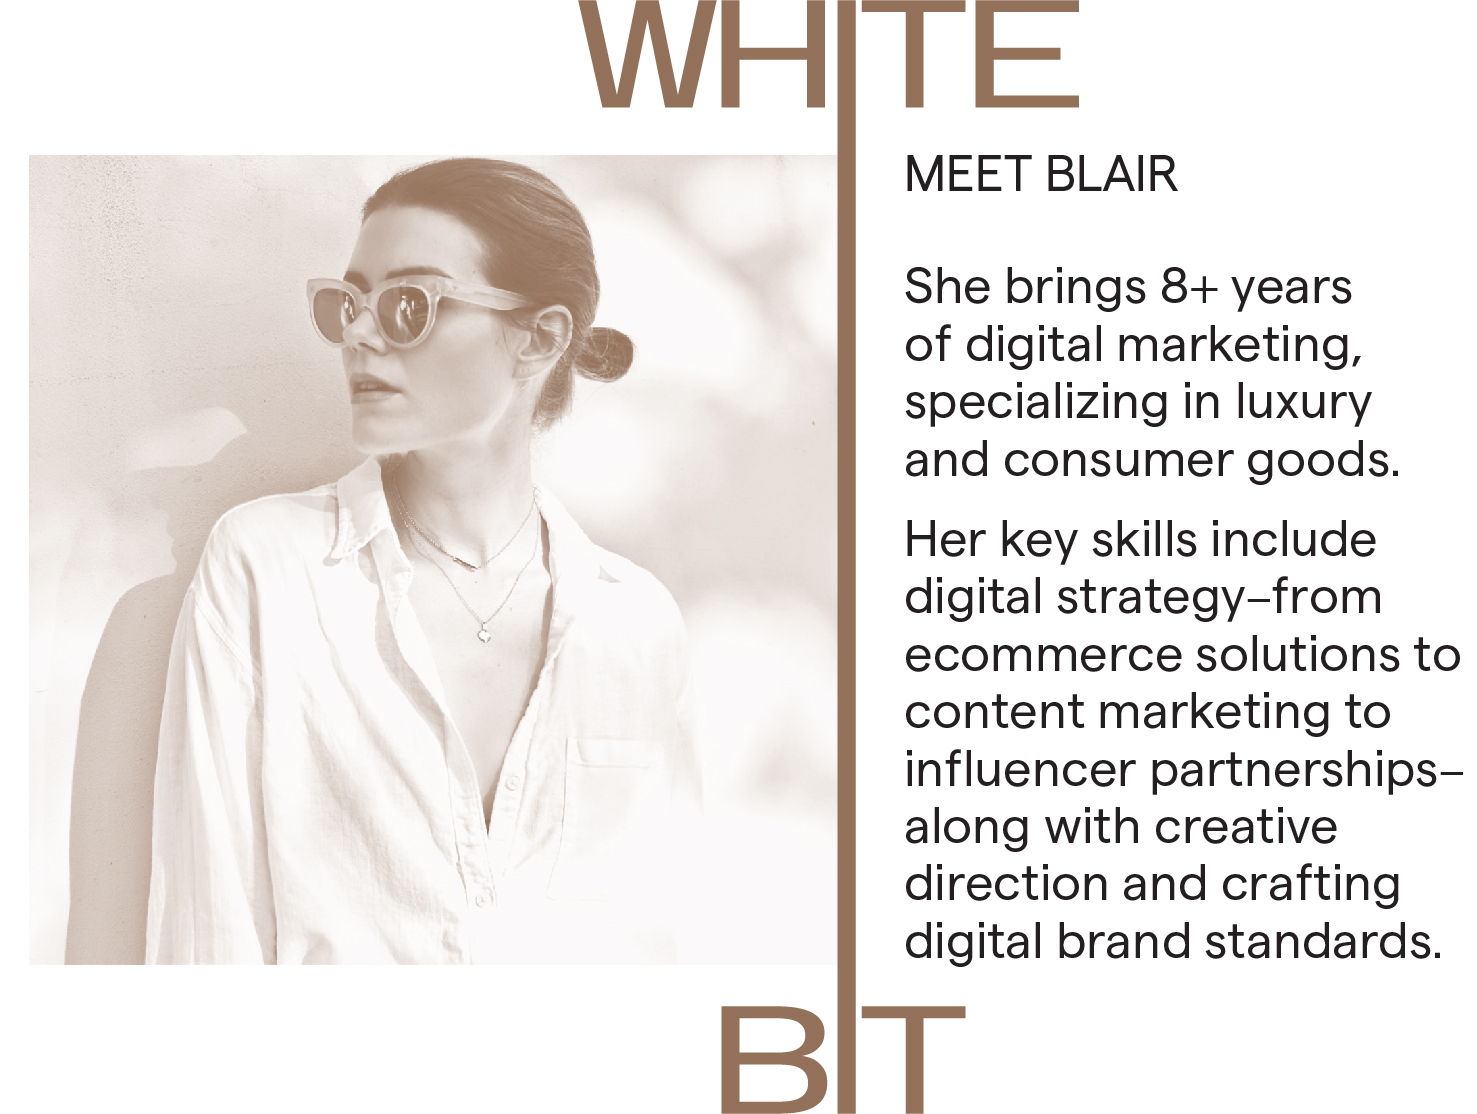 WHITE
MEET BLAIR
She brings 8+ years
of digital marketing,
specializing in luxury
and consumer goods.
Her key skills include
digital strategy–from
ecommerce solutions to
content marketing to
influencer partnerships–
along with creative
direction and crafting
digital brand standards.
BIT